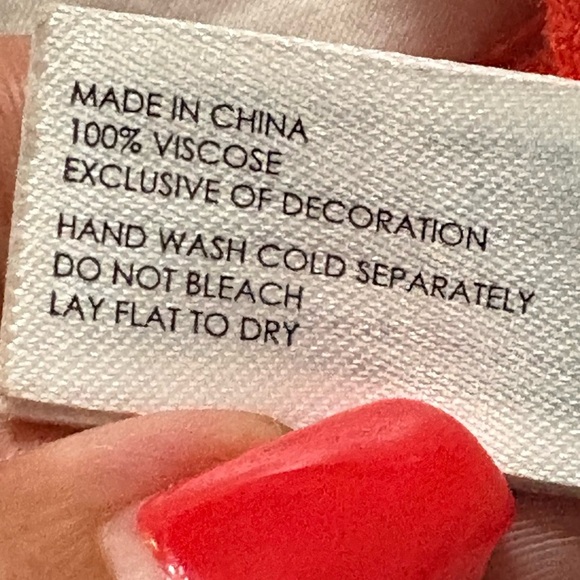 MADE IN CHINA
100% VISCOSE
EXCLUSIVE OF DECORATION
HAND WASH COLD SEPARATELY
DO NOT BLEACH
LAY FLAT TO DRY